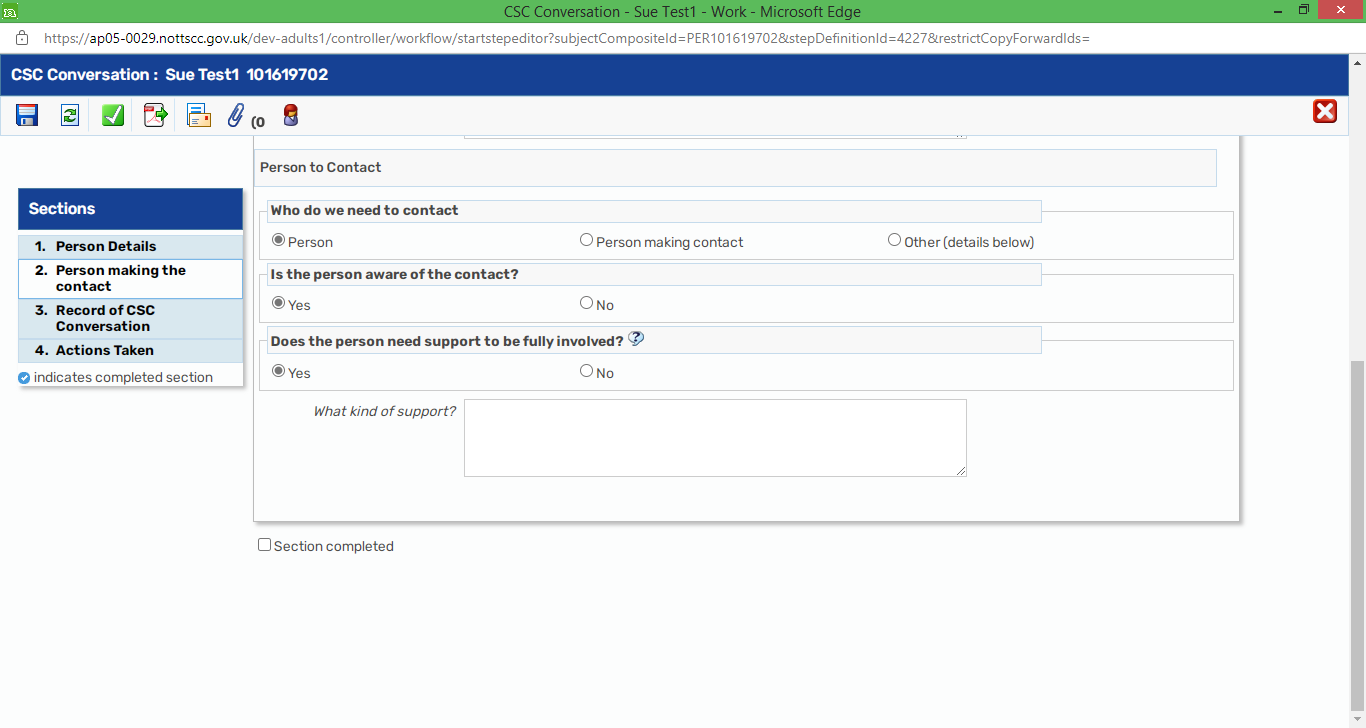 CSC Conversation - Sue Test1 - Work - Microsoft Edge
https://ap05-0029.nottscc.gov.uk/dev-adults1/controller/workflow/startstepeditor?subjectCompositeId=PER101619702&stepDefinitionId=4227&restrictCopyForwardIds=
CSC Conversation : Sue Test1 101619702
(0
Sections
1. Person Details
2. Person making the
contact
3. Record of CSC
Conversation
4. Actions Taken
indicates completed section
Person to Contact
Who do we need to contact
Person Person making contact Other (details below)
Is the person aware of the contact?
Yes No
Does the person need support to be fully involved?
Yes No
What kind of support?
Section completed